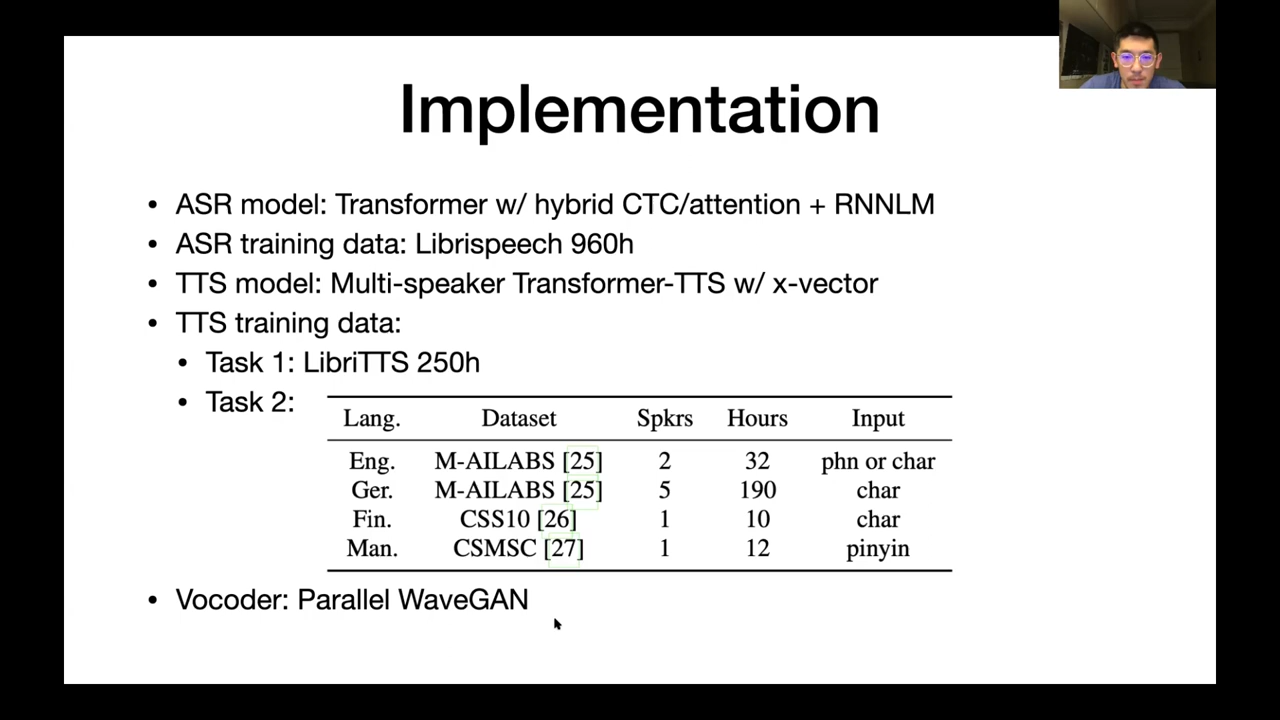 Implementation
• ASR model: Transformer w/ hybrid CTC/attention + RNNLM
• ASR training data: Librispeech 960h
• TTS model: Multi-speaker Transformer-TTS w/ x-vector
• TTS training data:
• Task 1: LibriTTS 250h
• Task 2:
Lang. Dataset Spkrs Hours Input
Eng. M-AILABS [25] 2 32 phn or char
Ger. M-AILABS [25] 5 190 char
Fin. CSS10 [26] 1 10 char
Man. CSMSC [27] 1 12 pinyin
• Vocoder: Parallel WaveGAN